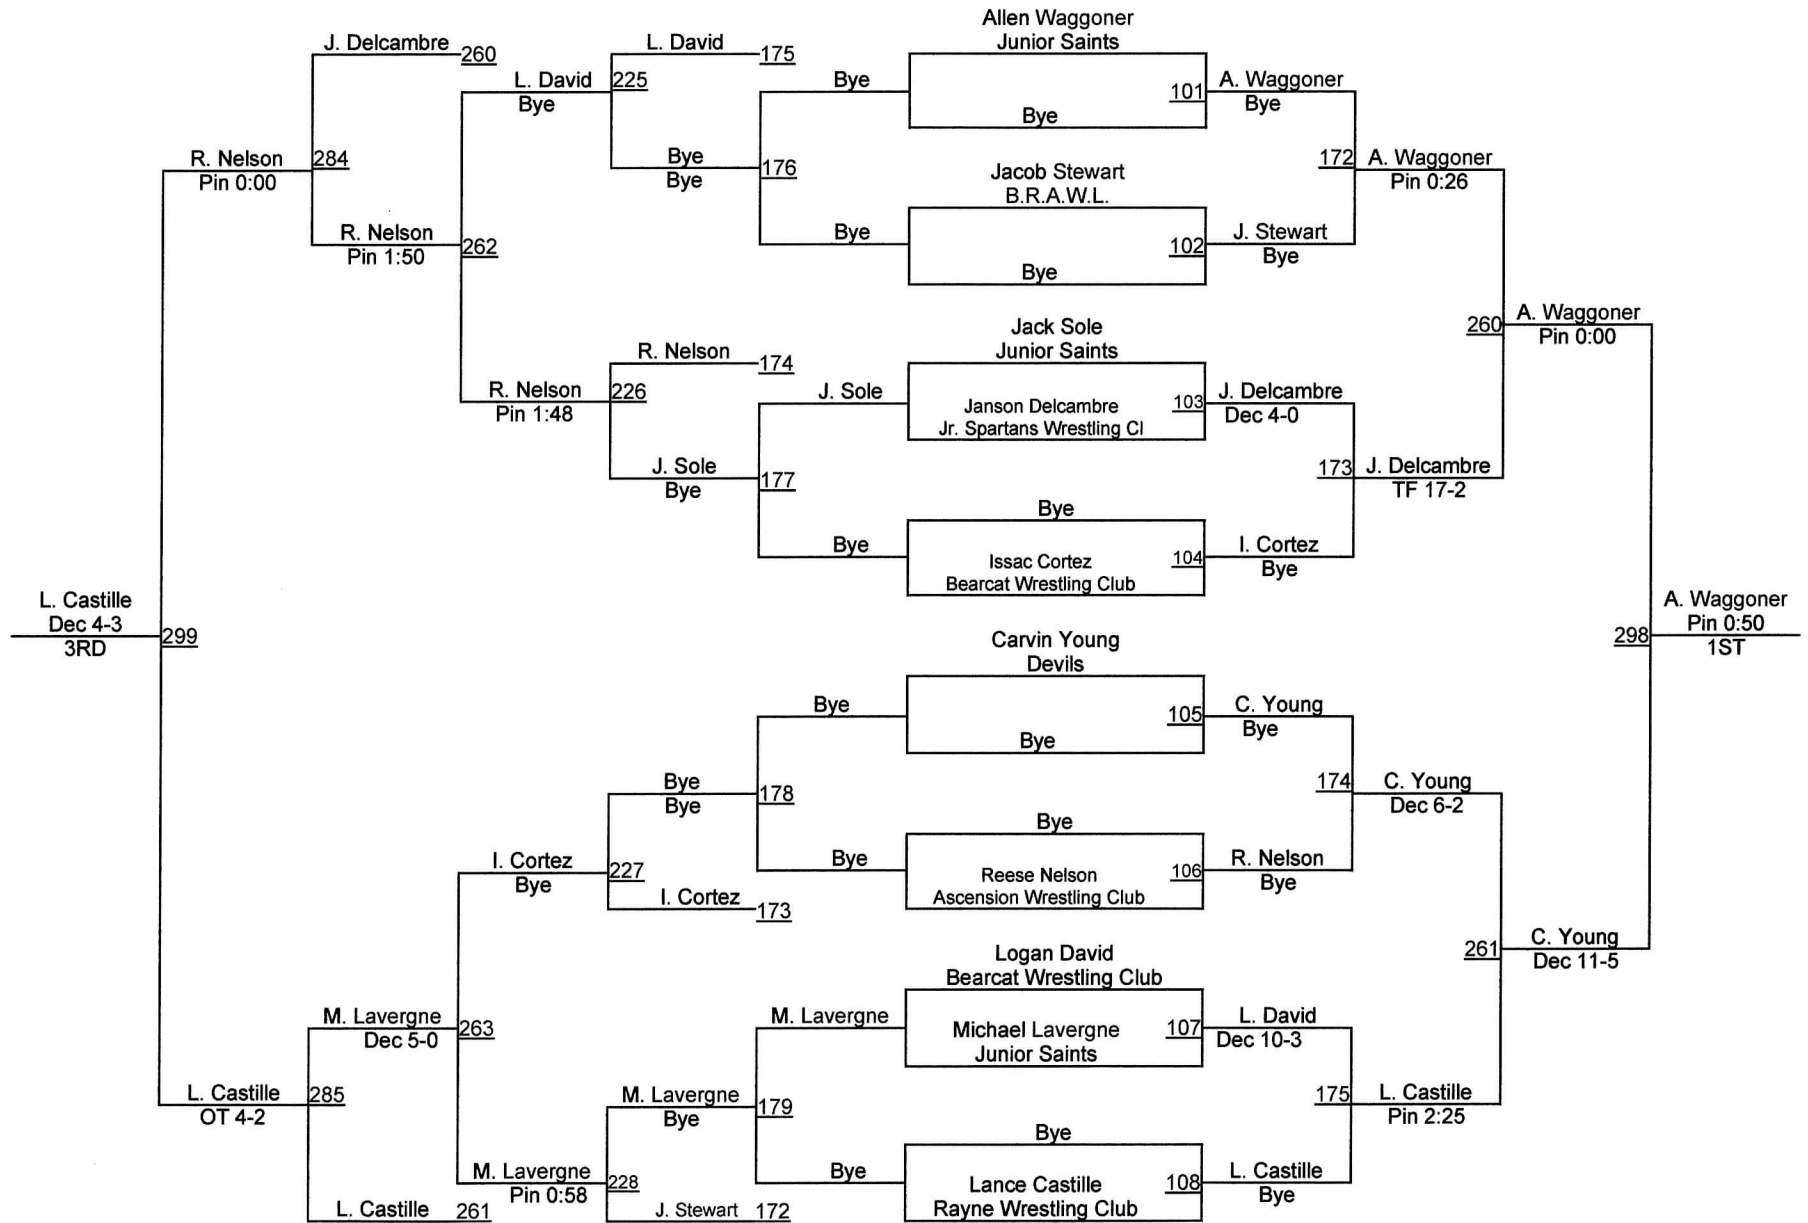 Allen Waggoner
Junior Saints
J. Delcambre
260
L. David
175
L. David
225
Bye
Bye
Bye
101
A. Waggoner
Bye
R. Nelson
284
Pin 0:00
Bye
176
Bye
Jacob Stewart
B.R.A.W.L.
172
A. Waggoner
Pin 0:26
R. Nelson
262
Pin 1:50
Bye
Bye
102
J. Stewart
Bye
Jack Sole
Junior Saints
260
A. Waggoner
Pin 0:00
R. Nelson
174
R. Nelson
226
Pin 1:48
J. Sole
Janson Delcambre
Jr. Spartans Wrestling Cl
103
J. Delcambre
Dec 4-0
J. Sole
177
Bye
173
J. Delcambre
TF 17-2
Bye
Bye
Issac Cortez
Bearcat Wrestling Club
104
I. Cortez
Bye
L. Castille
Dec 4-3
299
3RD
298
A. Waggoner
Pin 0:50
1ST
Carvin Young
Devils
Bye
Bye
105
C. Young
Bye
Bye
178
Bye
174
C. Young
Dec 6-2
Bye
I. Cortez
227
Bye
Bye
Reese Nelson
Ascension Wrestling Club
106
R. Nelson
Bye
I. Cortez
173
261
C. Young
Dec 11-5
Logan David
Bearcat Wrestling Club
M. Lavergne
263
Dec 5-0
M. Lavergne
Michael Lavergne
Junior Saints
107
L. David
Dec 10-3
L. Castille
285
OT 4-2
M. Lavergne
179
Bye
175
L. Castille
Pin 2:25
Bye
M. Lavergne
228
Pin 0:58
Bye
Lance Castille
Rayne Wrestling Club
108
L. Castille
Bye
L. Castille
261
J. Stewart
172